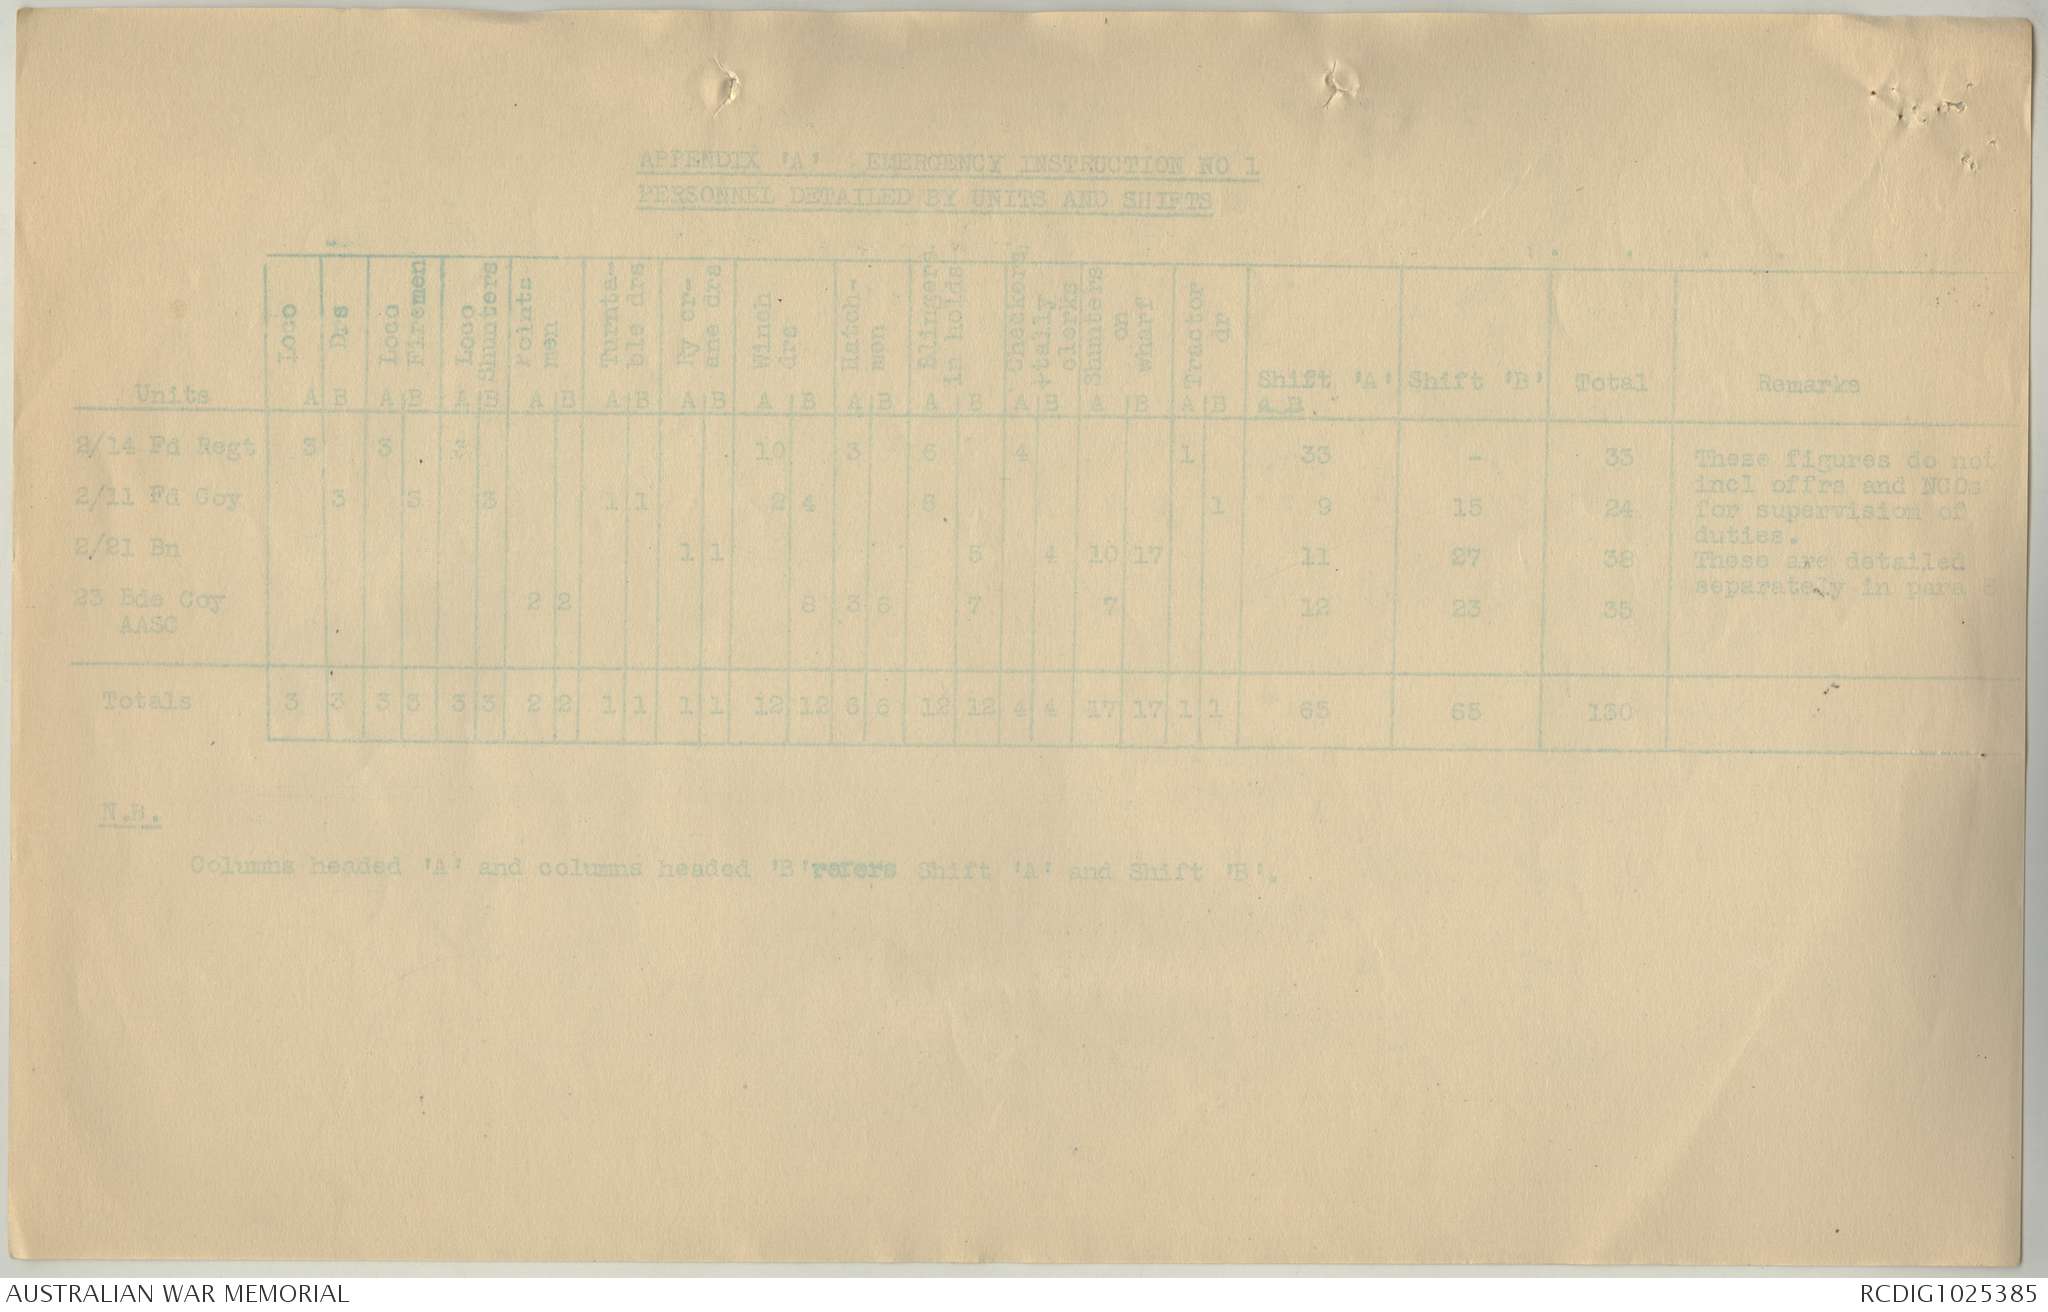 APPENDIX 'A' EMERGENCY INSTRUCTION NO 1
PERSONNEL DETAILED BY UNITS AND SHIFTS
Units | Loco Drs A B | Loco Firemen A B | Loco Shunters A B | Points men A B | Turnta- ble drs A B | Ry cr- ane drs A B | Winch drs A B | Hatch- men A B | Slingers in holds A B | Checkers +tally clerks A B | Shunters on wharf A B | Tractor dr A B | Shift 'A' A B | Shift 'B' | Total | Remarks
2/14 Fd Regt 3 3 3 10 3 6 4 1 33 - 33
2/11 Fd Coy 3 3 3 1 1 2 4 6 1 9 15 24
2/21 Bn 1 1 5 4 10 17 11 27 38
23 Bde Coy AASC 2 2 8 3 6 7 7 12 23 35
These figures do not
incl offrs and NCOs
for supervision of
duties.
These are detailed
separately in para
Totals 3 3 3 3 3 3 2 2 1 1 1 1 12 12 6 6 12 12 4 4 17 17 1 1 65 65 130
N.B.
Columns headed 'A' and columns headed 'B' refers Shift 'A' and Shift 'B'.
AUSTRALIAN WAR MEMORIAL
RCDIG1025385